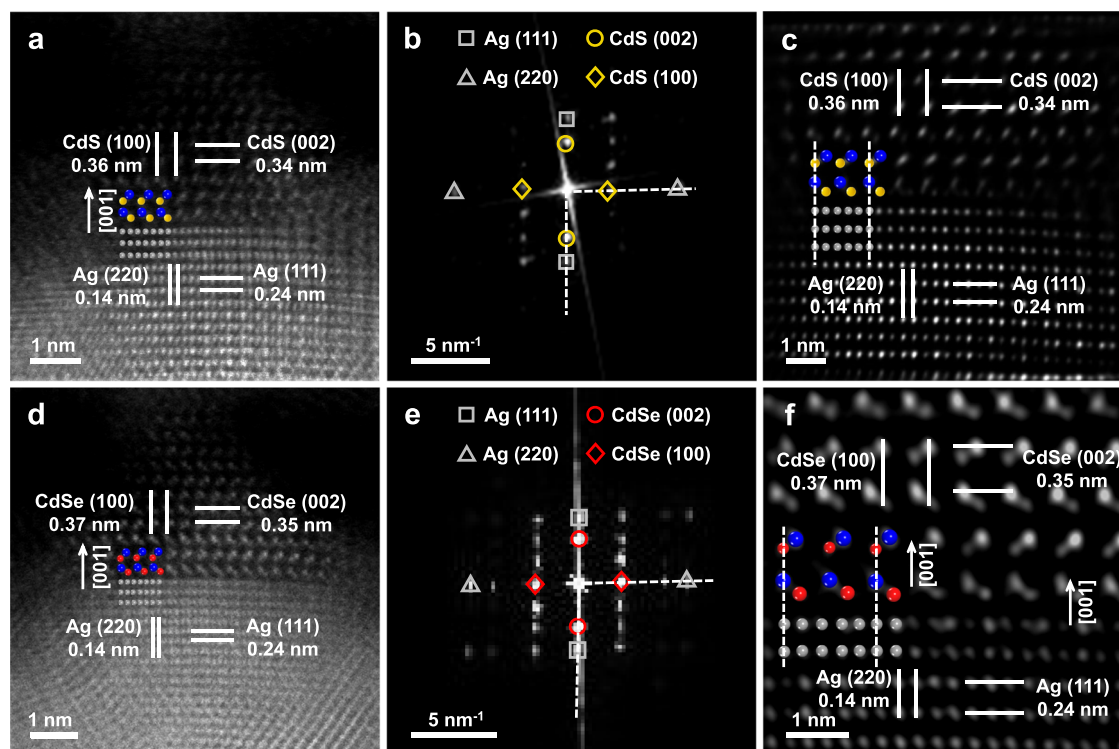 a
CdS (100)
0.36 nm
CdS (002)
0.34 nm
[001]
Ag (220)
0.14 nm
Ag (111)
0.24 nm
1 nm
b
Ag (111)
CdS (002)
Ag (220)
CdS (100)
5 nm-1
c
CdS (100)
0.36 nm
CdS (002)
0.34 nm
Ag (220)
0.14 nm
Ag (111)
0.24 nm
1 nm
d
CdSe (100)
0.37 nm
CdSe (002)
0.35 nm
[001]
Ag (220)
0.14 nm
Ag (111)
0.24 nm
1 nm
e
Ag (111)
CdSe (002)
Ag (220)
CdSe (100)
5 nm-1
f
CdSe (100)
0.37 nm
CdSe (002)
0.35 nm
[001]
[001]
Ag (220)
0.14 nm
Ag (111)
0.24 nm
1 nm